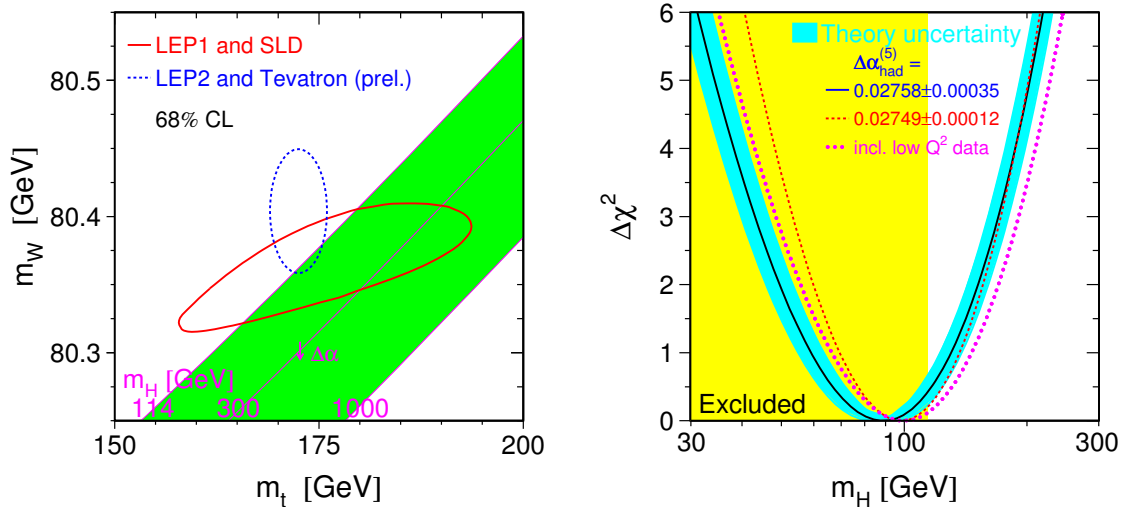 LEP1 and SLD
LEP2 and Tevatron (prel.)
68% CL
80.5
80.4
80.3
m_W [GeV]
Δα
m_H [GeV]
114 300 1000
150 175 200
m_t [GeV]
6
5
4
3
2
1
0
Δχ²
Theory uncertainty
Δα_had^(5) =
0.02758±0.00035
0.02749±0.00012
incl. low Q² data
Excluded
30 100 300
m_H [GeV]